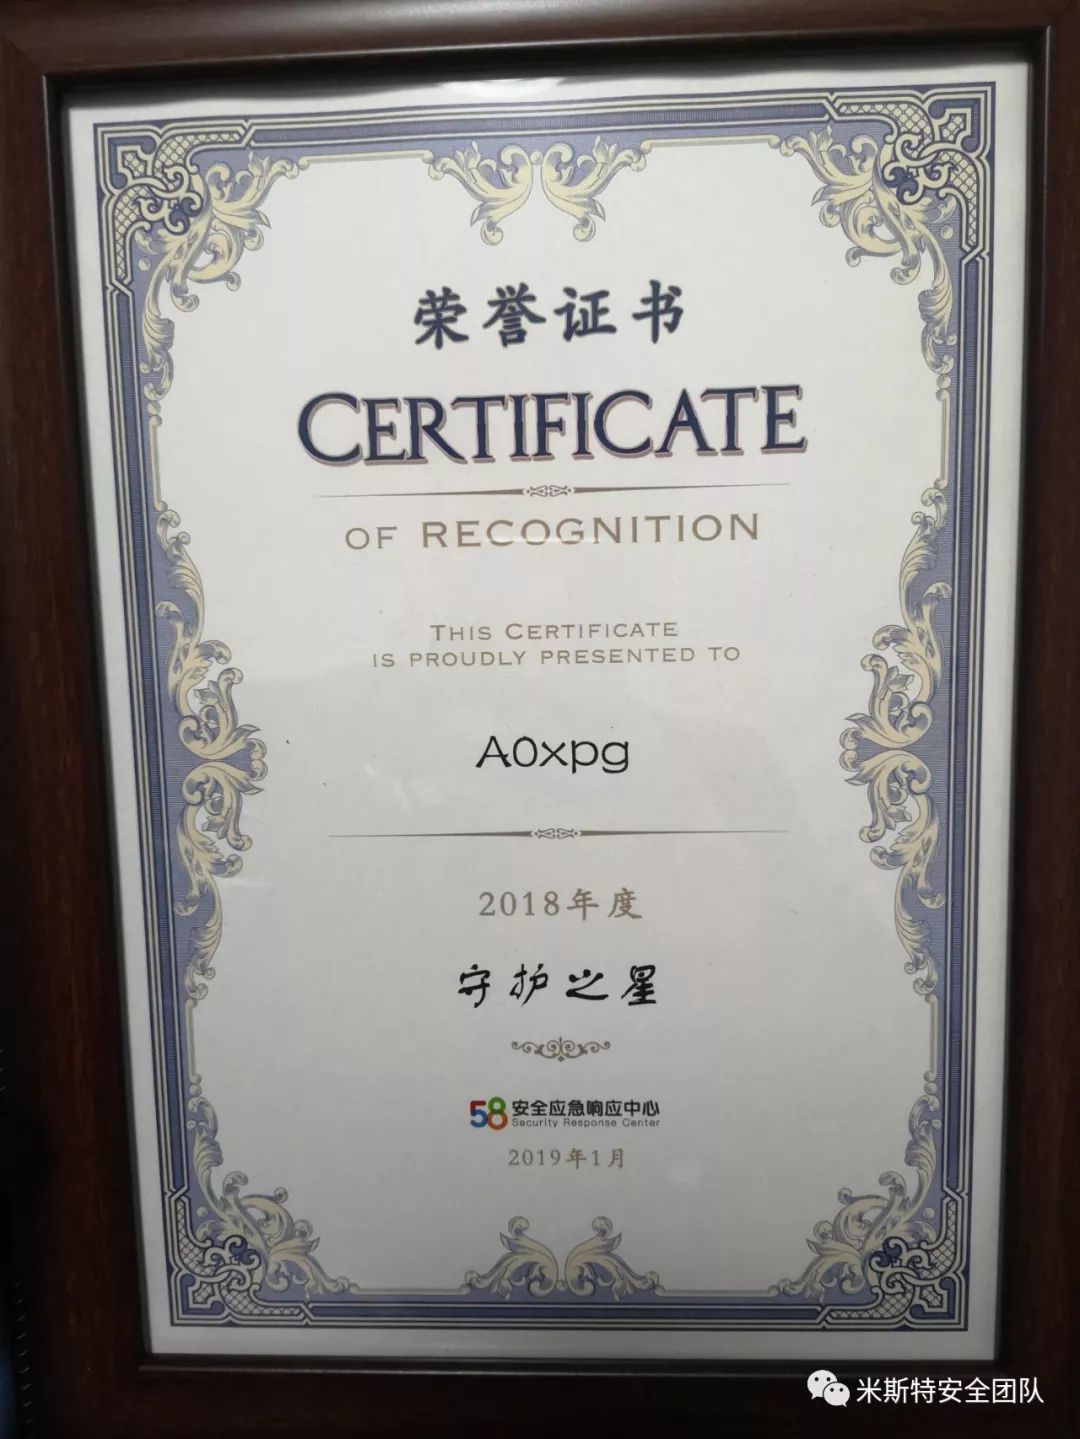 荣誉证书
CERTIFICATE
OF RECOGNITION
THIS CERTIFICATE
IS PROUDLY PRESENTED TO
A0xpg
2018年度
守护之星
58 安全应急响应中心
Security Response Center
2019年1月
米斯特安全团队